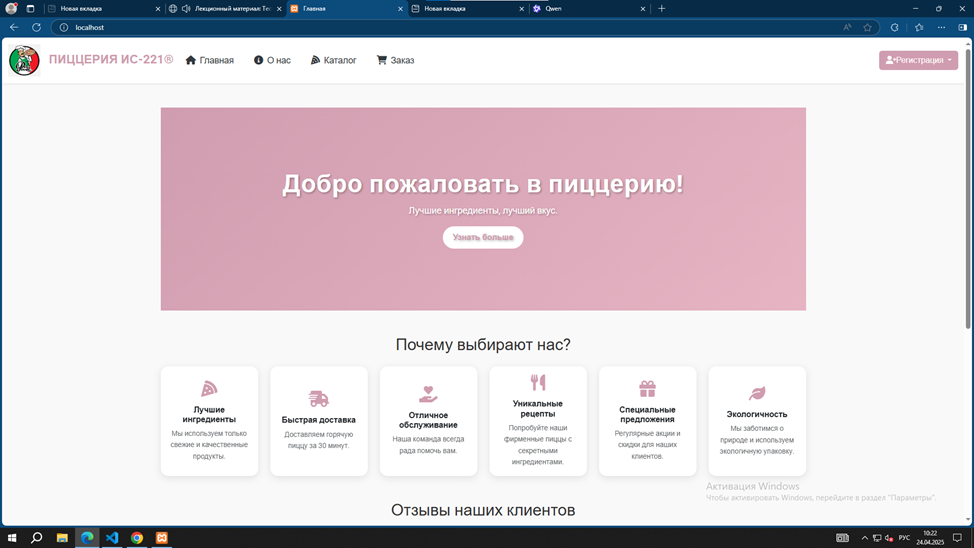 Новая вкладка
Лекционный материал: Те
Главная
Новая вкладка
Qwen
localhost
ПИЦЦЕРИЯ ИС-221®
Главная
О нас
Каталог
Заказ
Регистрация
Добро пожаловать в пиццерию!
Лучшие ингредиенты, лучший вкус.
Узнать больше
Почему выбирают нас?
Лучшие
ингредиенты
Мы используем только
свежие и качественные
продукты.
Быстрая доставка
Доставляем горячую
пиццу за 30 минут.
Отличное
обслуживание
Наша команда всегда
рада помочь вам.
Уникальные
рецепты
Попробуйте наши
фирменные пиццы с
секретными
ингредиентами.
Специальные
предложения
Регулярные акции и
скидки для наших
клиентов.
Экологичность
Мы заботимся о
природе и используем
экологичную упаковку.
Активация Windows
Чтобы активировать Windows, перейдите в раздел "Параметры".
Отзывы наших клиентов
РУС
10:22
24.04.2025